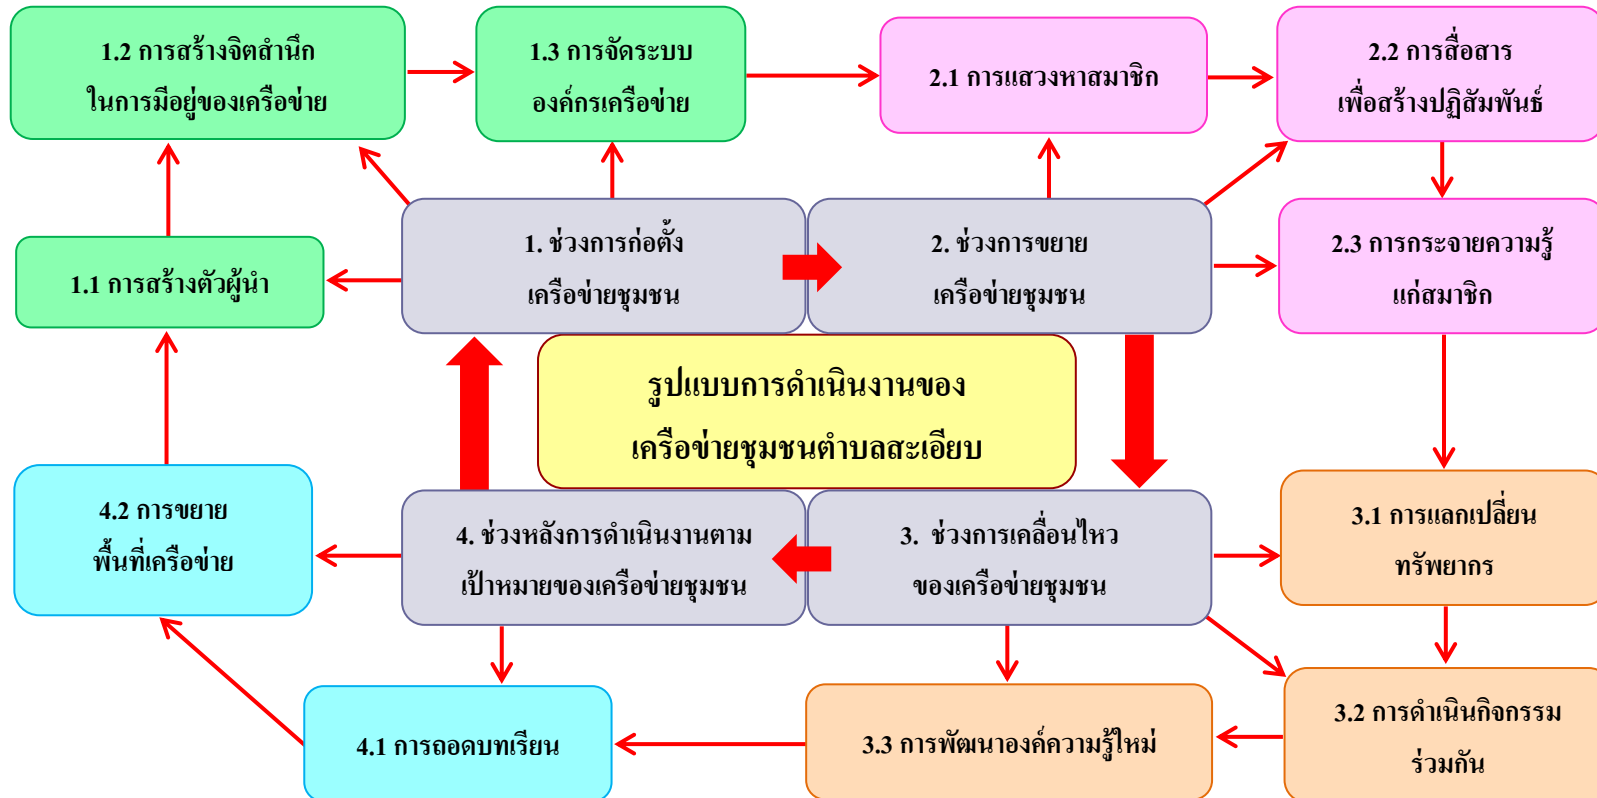 1.2 การสร้างจิตสำนึก
ในการมีอยู่ของเครือข่าย
1.3 การจัดระบบ
องค์กรเครือข่าย
2.1 การแสวงหาสมาชิก
2.2 การสื่อสาร
เพื่อสร้างปฏิสัมพันธ์
1.1 การสร้างตัวผู้นำ
1. ช่วงการก่อตั้ง
เครือข่ายชุมชน
2. ช่วงการขยาย
เครือข่ายชุมชน
2.3 การกระจายความรู้
แก่สมาชิก
รูปแบบการดำเนินงานของ
เครือข่ายชุมชนตำบลสะเอียบ
4.2 การขยาย
พื้นที่เครือข่าย
4. ช่วงหลังการดำเนินงานตาม
เป้าหมายของเครือข่ายชุมชน
3. ช่วงการเคลื่อนไหว
ของเครือข่ายชุมชน
3.1 การแลกเปลี่ยน
ทรัพยากร
4.1 การถอดบทเรียน
3.3 การพัฒนาองค์ความรู้ใหม่
3.2 การดำเนินกิจกรรม
ร่วมกัน